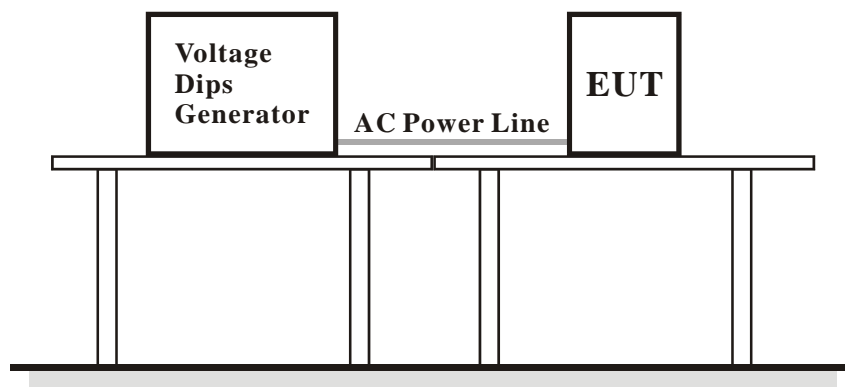 Voltage
Dips
Generator
AC Power Line
EUT